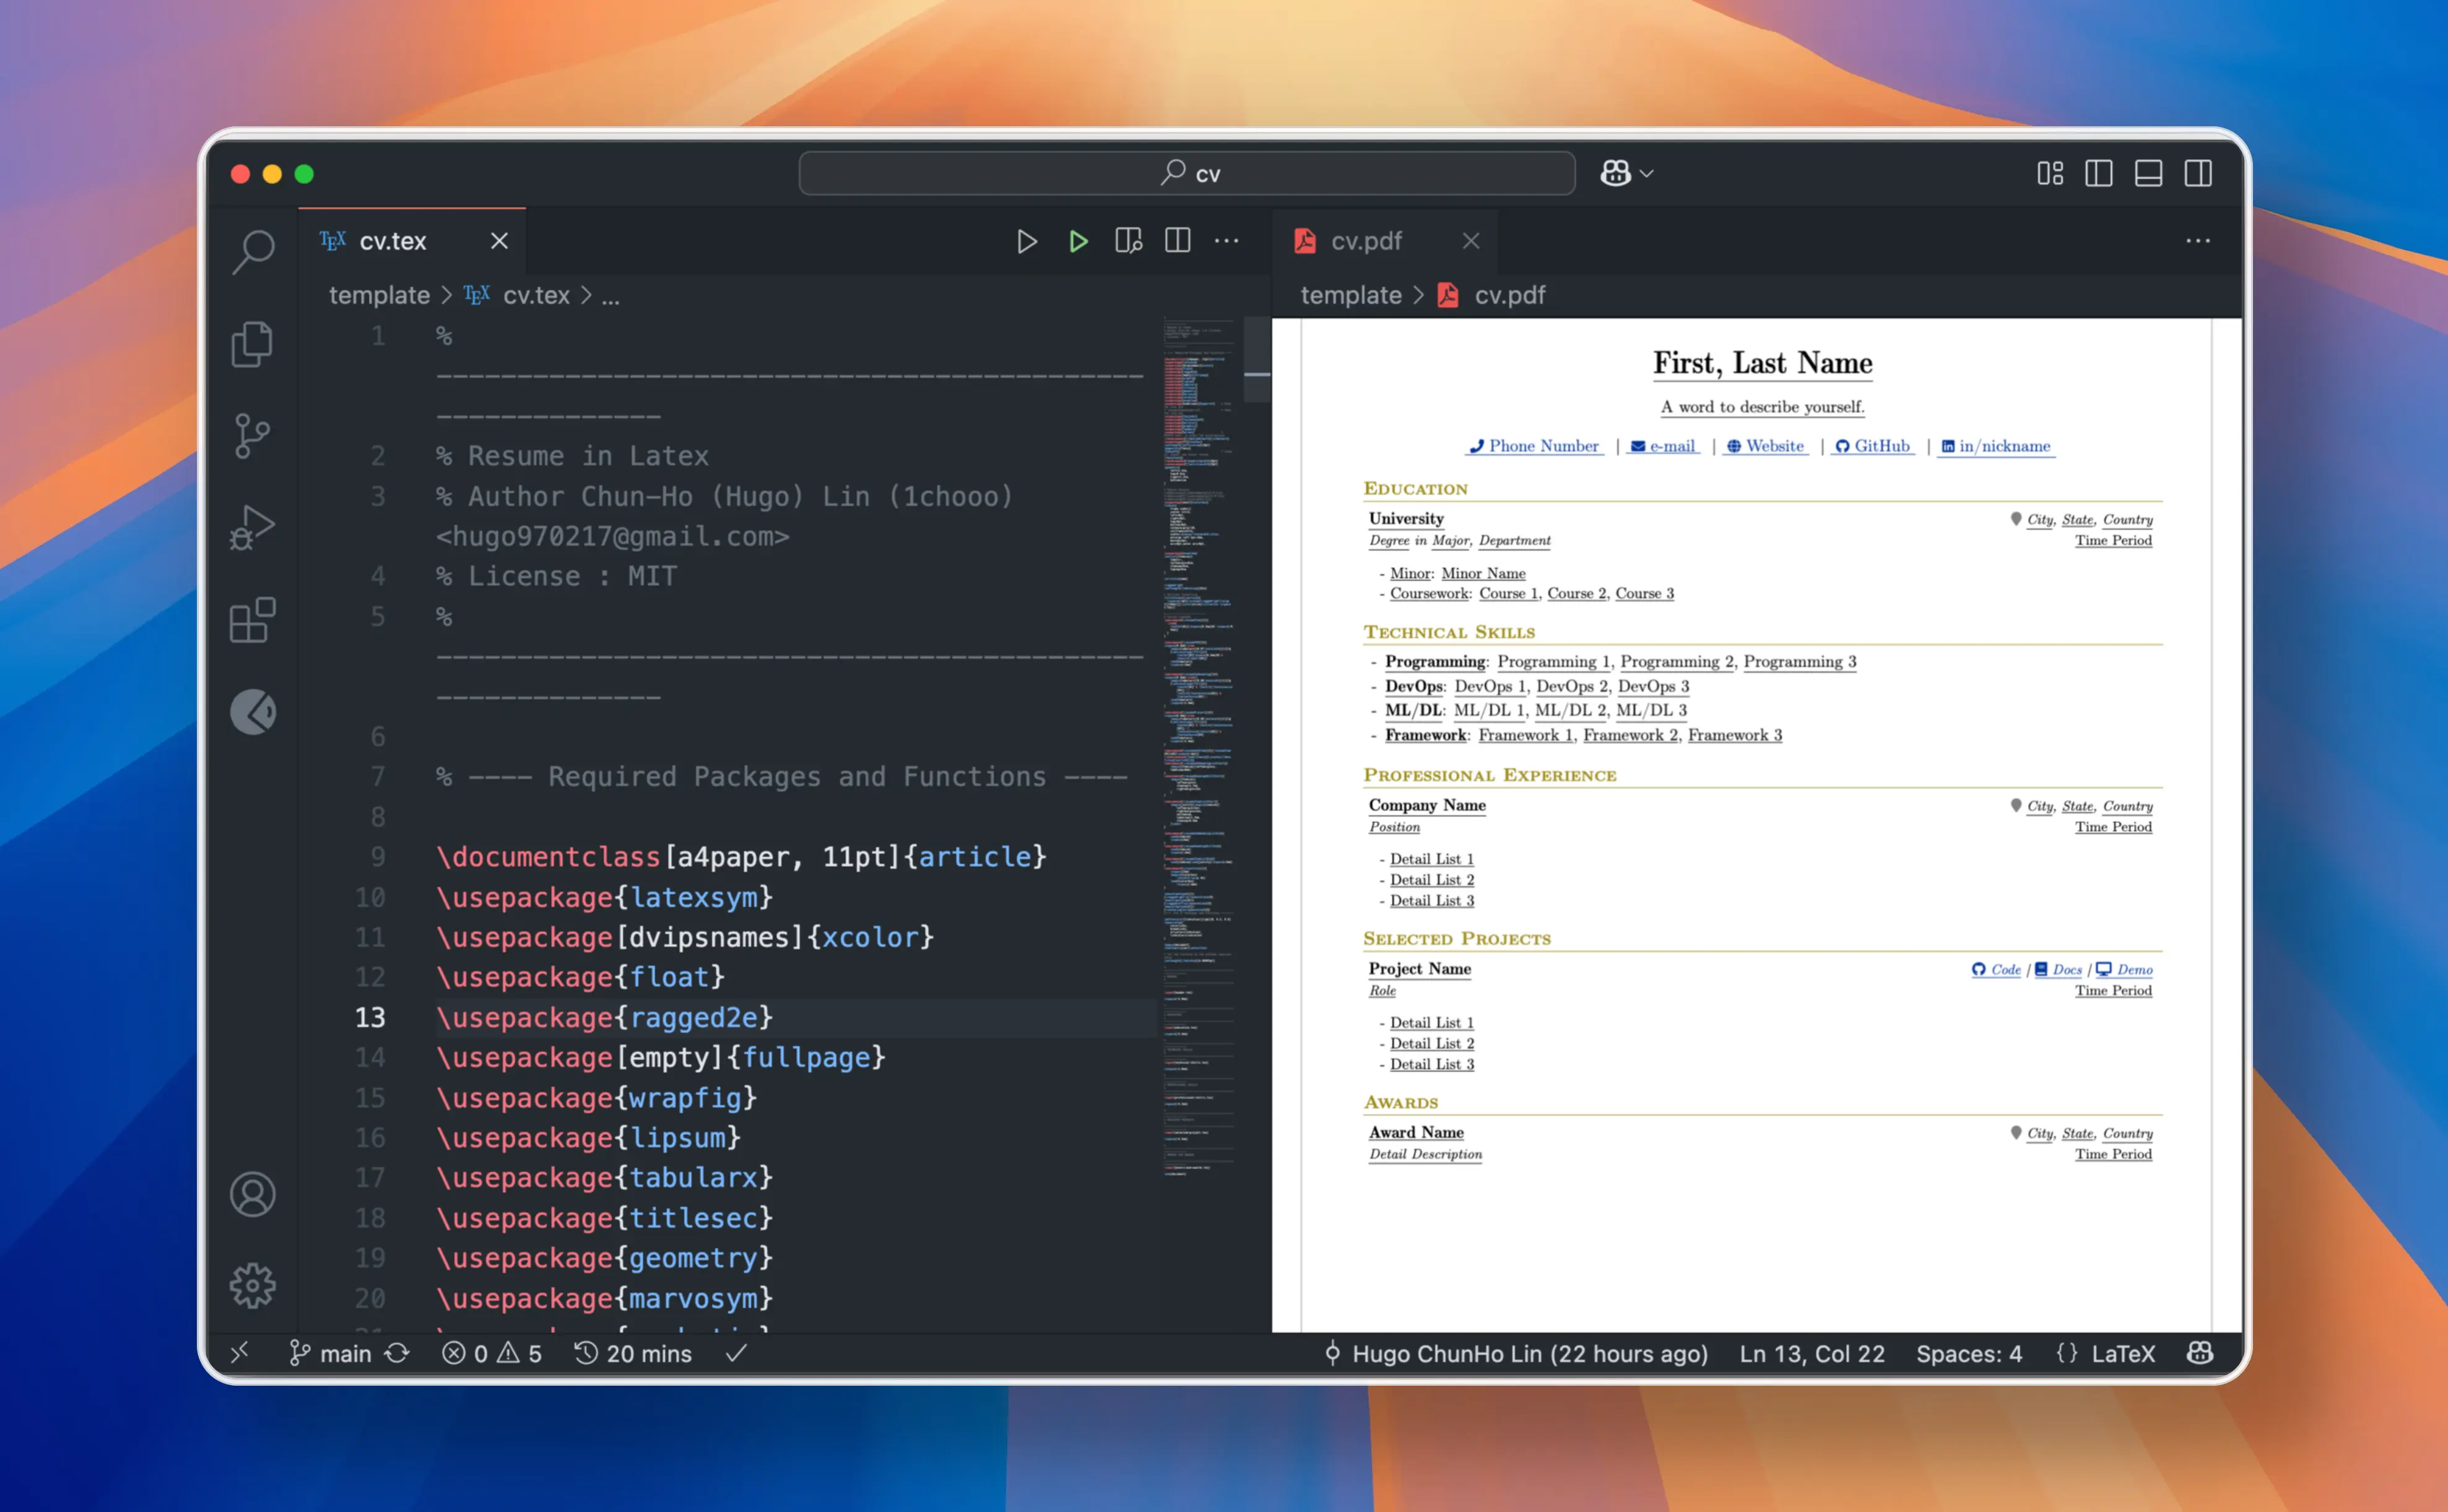 cv
TEX cv.tex
template > TEX cv.tex > ...
1 %
--------------------------------------------
--------------
2 % Resume in Latex
3 % Author Chun-Ho (Hugo) Lin (1chooo)
<hugo970217@gmail.com>
4 % License : MIT
5 %
--------------------------------------------
--------------
6
7 % ---- Required Packages and Functions ----
8
9 \documentclass[a4paper, 11pt]{article}
10 \usepackage{latexsym}
11 \usepackage[dvipsnames]{xcolor}
12 \usepackage{float}
13 \usepackage{ragged2e}
14 \usepackage[empty]{fullpage}
15 \usepackage{wrapfig}
16 \usepackage{lipsum}
17 \usepackage{tabularx}
18 \usepackage{titlesec}
19 \usepackage{geometry}
20 \usepackage{marvosym}
cv.pdf
template > cv.pdf
First, Last Name
A word to describe yourself.
Phone Number | e-mail | Website | GitHub | in/nickname
EDUCATION
University City, State, Country
Degree in Major, Department Time Period
- Minor: Minor Name
- Coursework: Course 1, Course 2, Course 3
TECHNICAL SKILLS
- Programming: Programming 1, Programming 2, Programming 3
- DevOps: DevOps 1, DevOps 2, DevOps 3
- ML/DL: ML/DL 1, ML/DL 2, ML/DL 3
- Framework: Framework 1, Framework 2, Framework 3
PROFESSIONAL EXPERIENCE
Company Name City, State, Country
Position Time Period
- Detail List 1
- Detail List 2
- Detail List 3
SELECTED PROJECTS
Project Name Code / Docs / Demo
Role Time Period
- Detail List 1
- Detail List 2
- Detail List 3
AWARDS
Award Name City, State, Country
Detail Description Time Period
main 0 5 20 mins Hugo ChunHo Lin (22 hours ago) Ln 13, Col 22 Spaces: 4 {} LaTeX